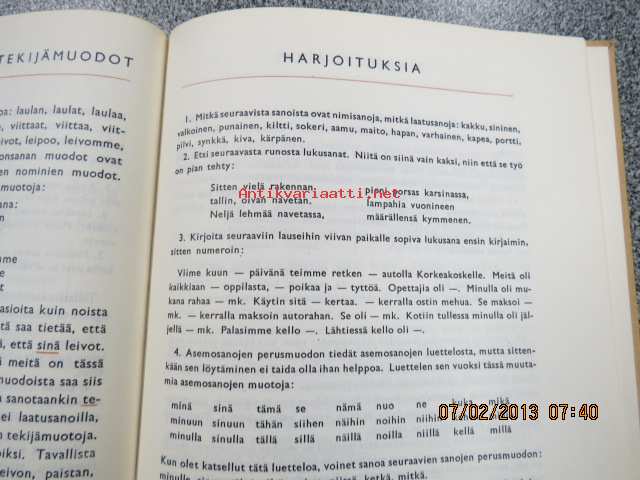 TEKIJÄMUODOT
laulan, laulat, laulaa,
viittaat, viittaa, viit-
leipoo, leivomme,
onsanan muodot ovat
en nominien muodot.
muotoja:
asioita kuin noista
saa tietää, että
ä, että sinä leivot.
meitä on tässä
uodoista saa siis
sanotaankin te-
ei laatusanoilla,
tekijämuotoja.
Tavallista
leivon, paistan,
HARJOITUKSIA
1. Mitkä seuraavista sanoista ovat nimisanoja, mitkä laatusanoja: kakku, sininen,
valkoinen, punainen, kiltti, sokeri, aamu, maito, hapan, varhainen, kapea, portti,
pilvi, synkkä, kiva, kärpänen.
2. Etsi seuraavasta runosta lukusanat. Niitä on siinä vain kaksi, niin että se työ
on pian tehty:
Sitten vielä rakennan
tallin, oivan navetan.
Neljä lehmää navetassa,
pieni porsas karsinassa,
lampahia vuonineen
määrällensä kymmenen.
Antikvariaatti.net
3. Kirjoita seuraaviin lauseihin viivan paikalle sopiva lukusana ensin kirjaimin,
sitten numeroin:
Viime kuun — päivänä teimme retken — autolla Korkeakoskelle. Meitä oli
kaikkiaan — oppilasta, — poikaa ja — tyttöä. Opettajia oli —. Minulla oli mu-
kana rahaa — mk. Käytin sitä — kertaa. — kerralla ostin mehua. Se maksoi —
mk. — kerralla maksoin autorahan. Se oli — mk. Kotiin tullessa minulla oli jäl-
jellä — mk. Palasimme kello —. Lähtiessä kello oli —.
4. Asemosanojen perusmuodon tiedät asemosanojen luettelosta, mutta sitten-
kään sen löytäminen ei taida olla ihan helppoa. Luettelen sen vuoksi tässä muuta-
mia asemosanojen muotoja:
minä sinä tämä se nämä nuo ne kuka mikä
minuun sinuun tähän siihen näihin noihin niihin
minulla sinulla tällä sillä näillä noilla niillä kellä millä
07/02/2013 07:40
Kun olet katsellut tätä luetteloa, voinet sanoa seuraavien sanojen perusmuodon:
ketkä, mitkä.